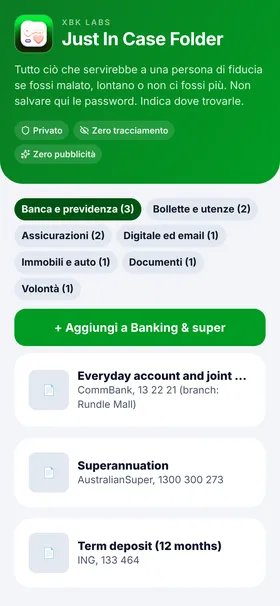 XBK LABS
Just In Case Folder
Tutto ciò che servirebbe a una persona di fiducia
se fossi malato, lontano o non ci fossi più. Non
salvare qui le password. Indica dove trovarle.
Privato
Zero tracciamento
Zero pubblicità
Banca e previdenza (3)
Bollette e utenze (2)
Assicurazioni (2)
Digitale ed email (1)
Immobili e auto (1)
Documenti (1)
Volontà (1)
+ Aggiungi a Banking & super
Everyday account and joint ...
CommBank, 13 22 21 (branch:
Rundle Mall)
Superannuation
AustralianSuper, 1300 300 273
Term deposit (12 months)
ING, 133 464